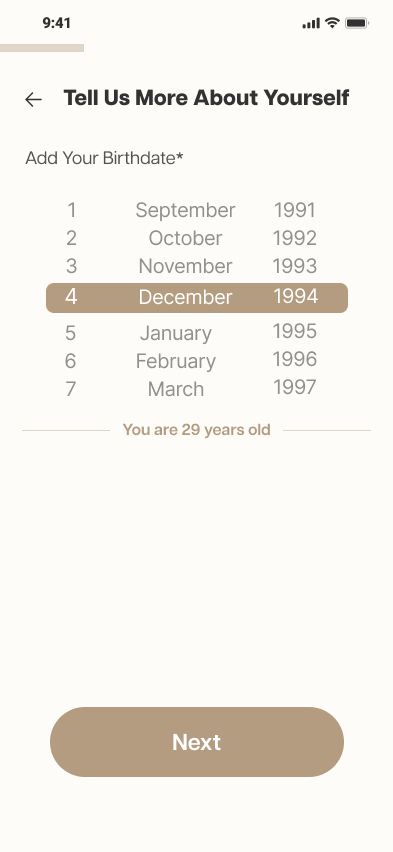 9:41
Tell Us More About Yourself
Add Your Birthdate*
1 September 1991
2 October 1992
3 November 1993
4 December 1994
5 January 1995
6 February 1996
7 March 1997
You are 29 years old
Next